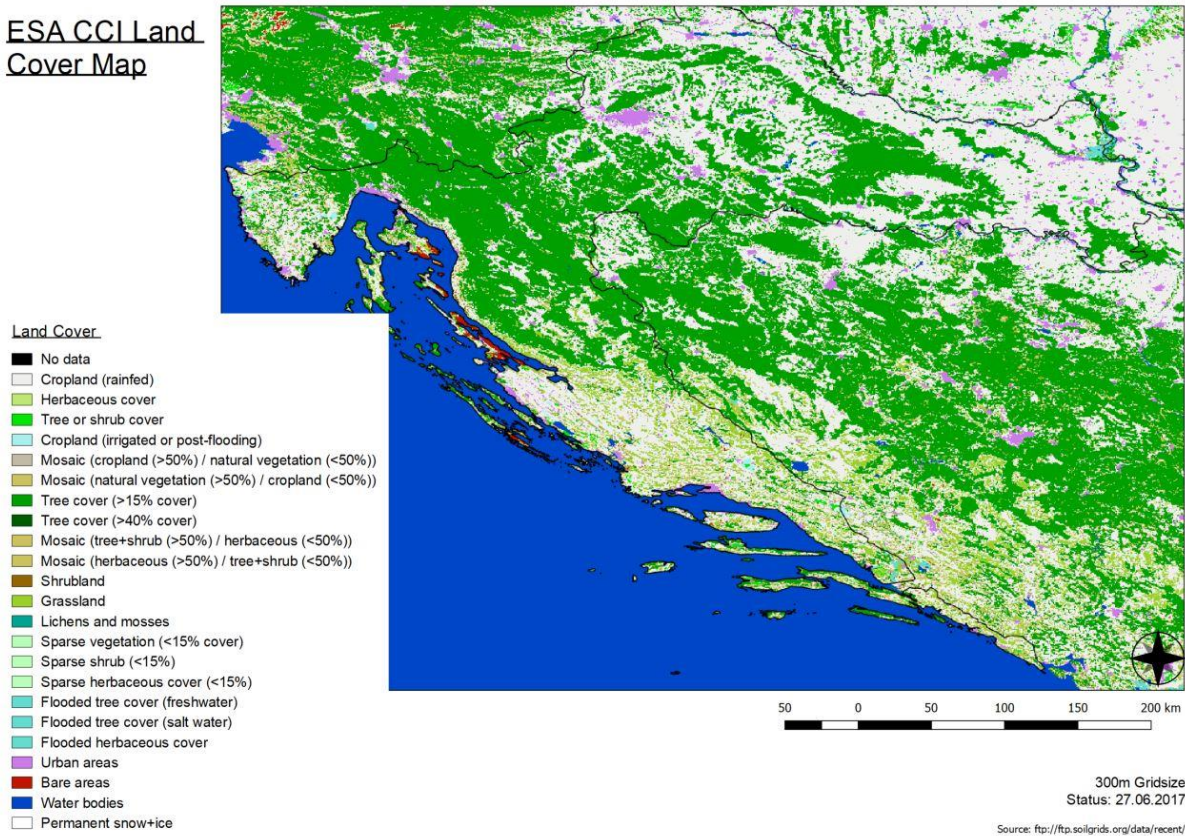 ESA CCI Land
Cover Map
Land Cover
No data
Cropland (rainfed)
Herbaceous cover
Tree or shrub cover
Cropland (irrigated or post-flooding)
Mosaic (cropland (>50%) / natural vegetation (<50%))
Mosaic (natural vegetation (>50%) / cropland (<50%))
Tree cover (>15% cover)
Tree cover (>40% cover)
Mosaic (tree+shrub (>50%) / herbaceous (<50%))
Mosaic (herbaceous (>50%) / tree+shrub (<50%))
Shrubland
Grassland
Lichens and mosses
Sparse vegetation (<15% cover)
Sparse shrub (<15%)
Sparse herbaceous cover (<15%)
Flooded tree cover (freshwater)
Flooded tree cover (salt water)
Flooded herbaceous cover
Urban areas
Bare areas
Water bodies
Permanent snow+ice
50 0 50 100 150 200 km
300m Gridsize
Status: 27.06.2017
Source: ftp://ftp.soilgrids.org/data/recent/